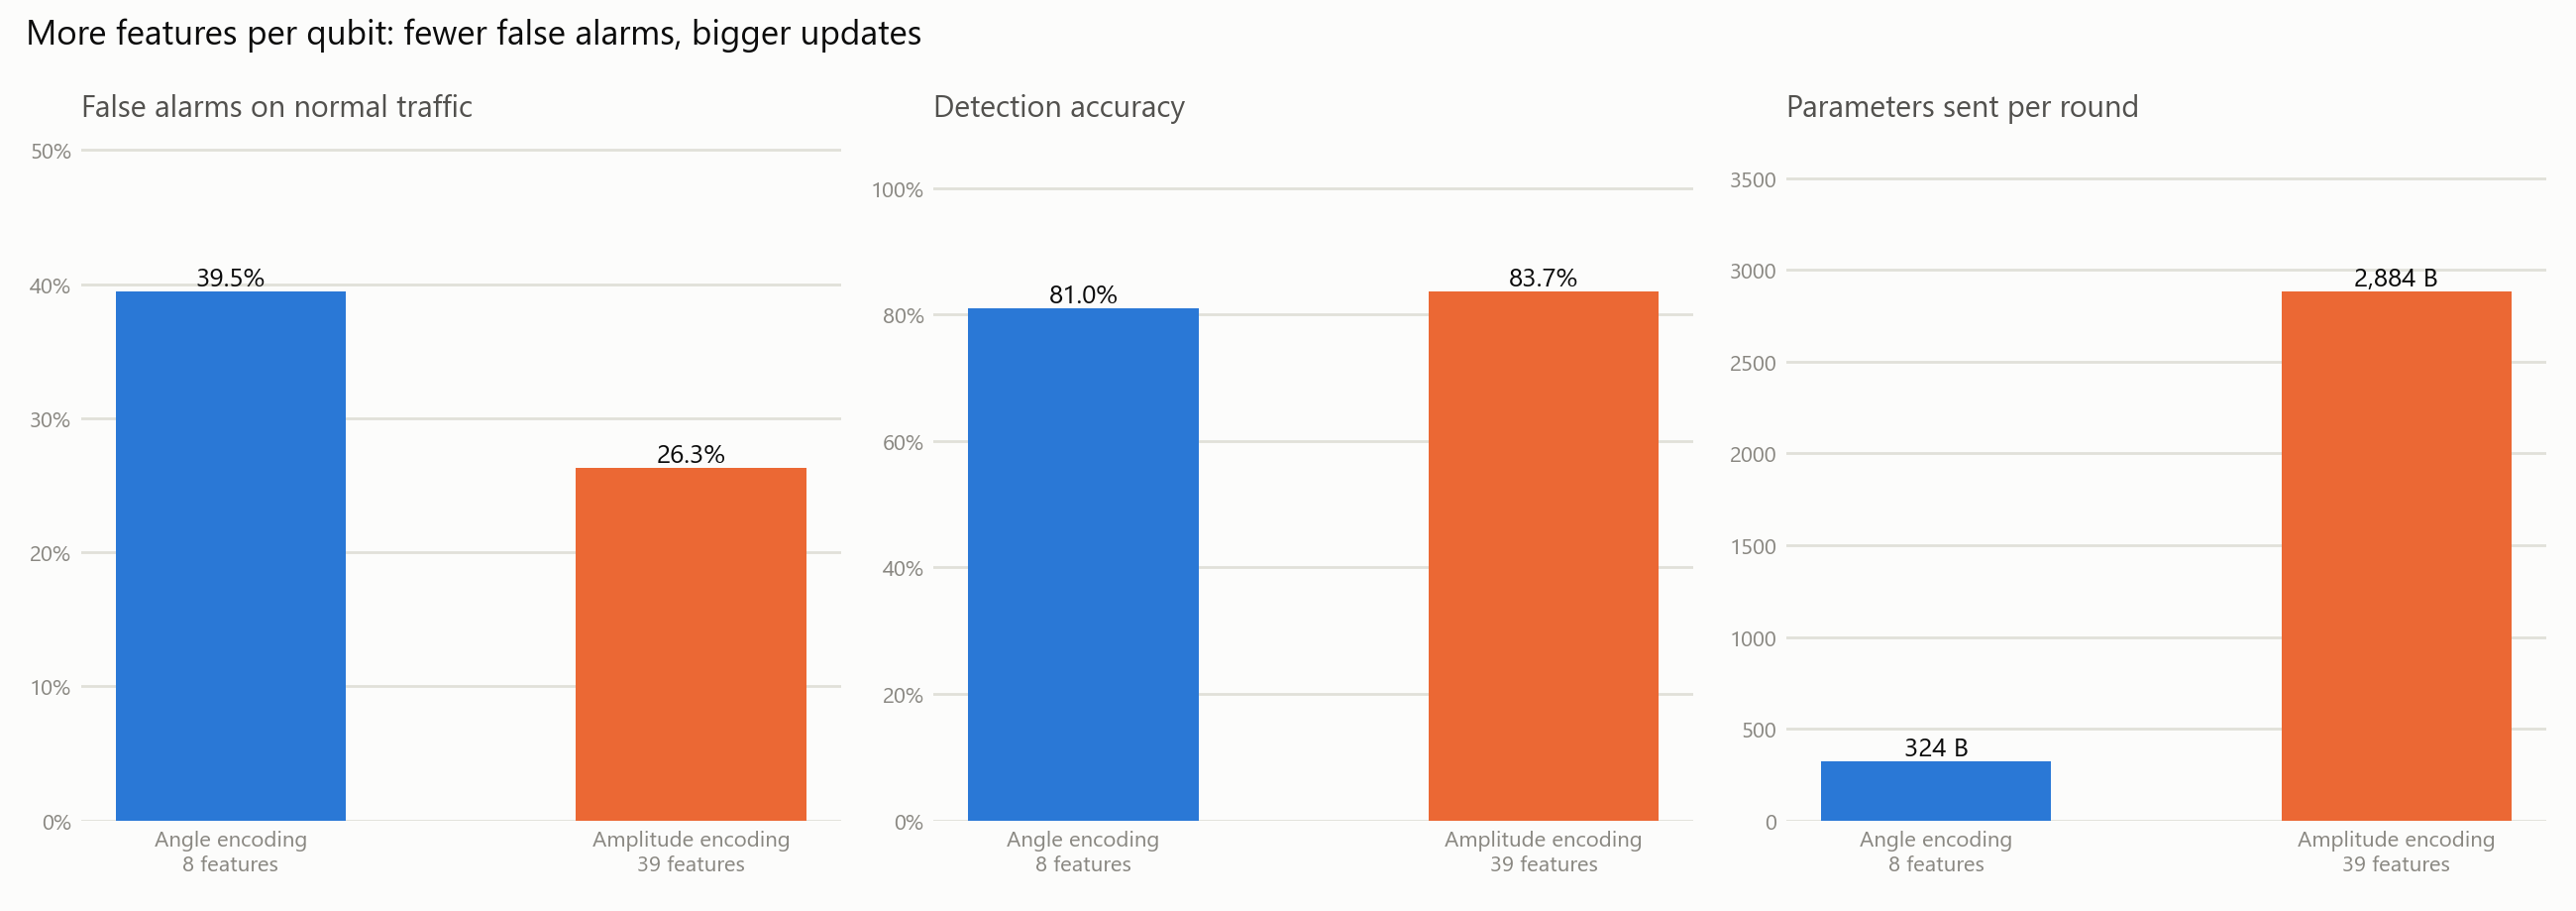 More features per qubit: fewer false alarms, bigger updates
False alarms on normal traffic
50%
40%
30%
20%
10%
0%
39.5%
26.3%
Angle encoding
8 features
Amplitude encoding
39 features
Detection accuracy
100%
80%
60%
40%
20%
0%
81.0%
83.7%
Angle encoding
8 features
Amplitude encoding
39 features
Parameters sent per round
3500
3000
2500
2000
1500
1000
500
0
324 B
2,884 B
Angle encoding
8 features
Amplitude encoding
39 features